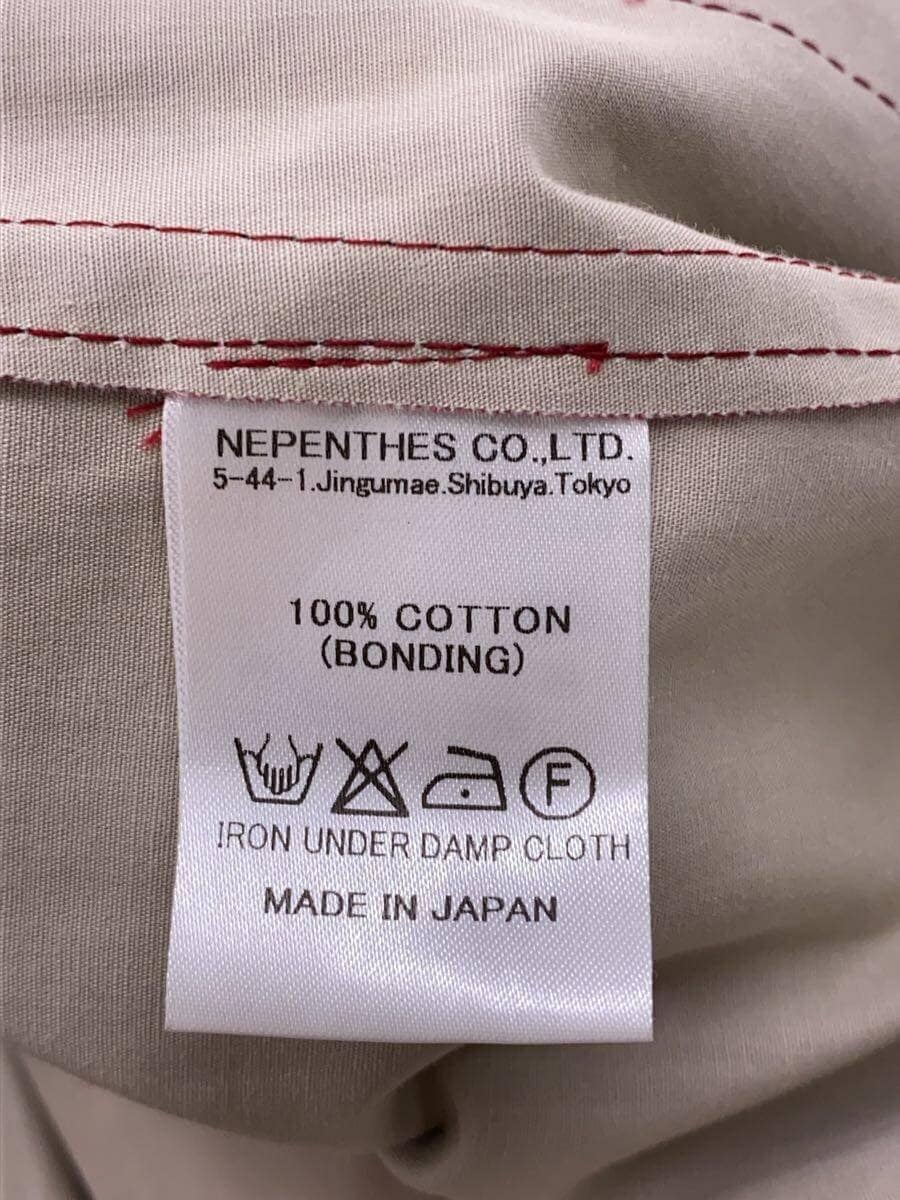 NEPENTHES CO.,LTD.
5-44-1.Jingumae.Shibuya.Tokyo
100% COTTON
(BONDING)
F
IRON UNDER DAMP CLOTH
MADE IN JAPAN